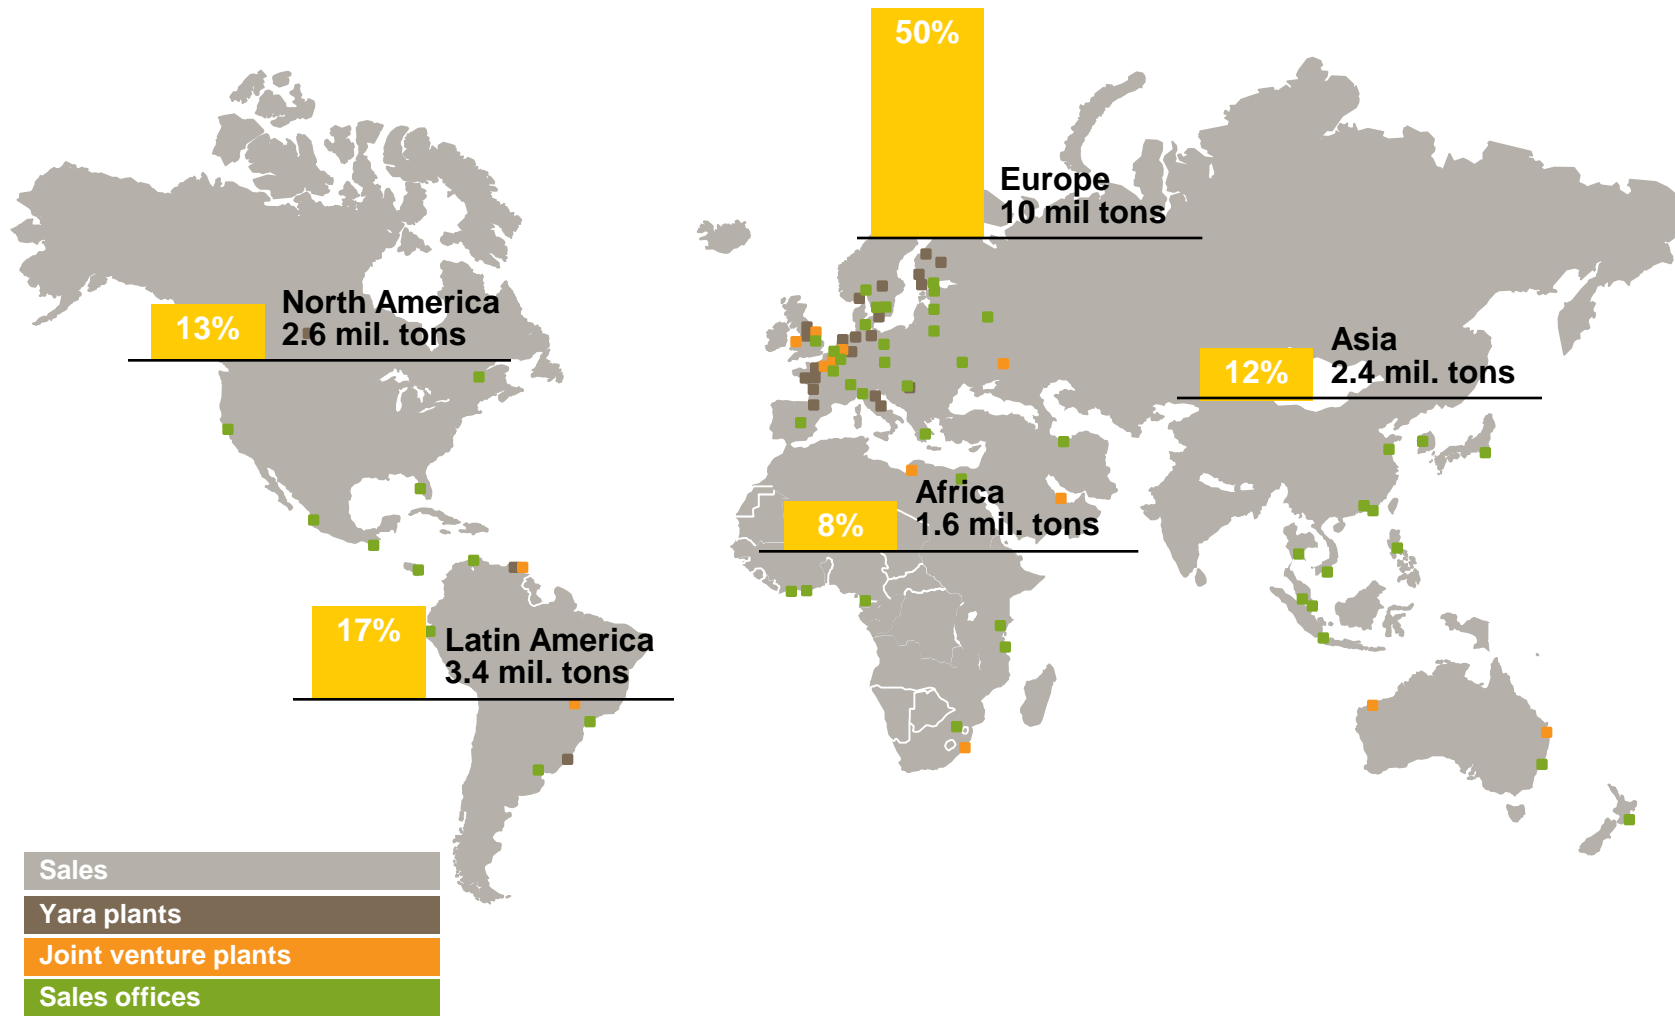 50%
Europe
10 mil tons
North America
13%
2.6 mil. tons
Asia
12%
2.4 mil. tons
Africa
8%
1.6 mil. tons
17%
Latin America
3.4 mil. tons
Sales
Yara plants
Joint venture plants
Sales offices